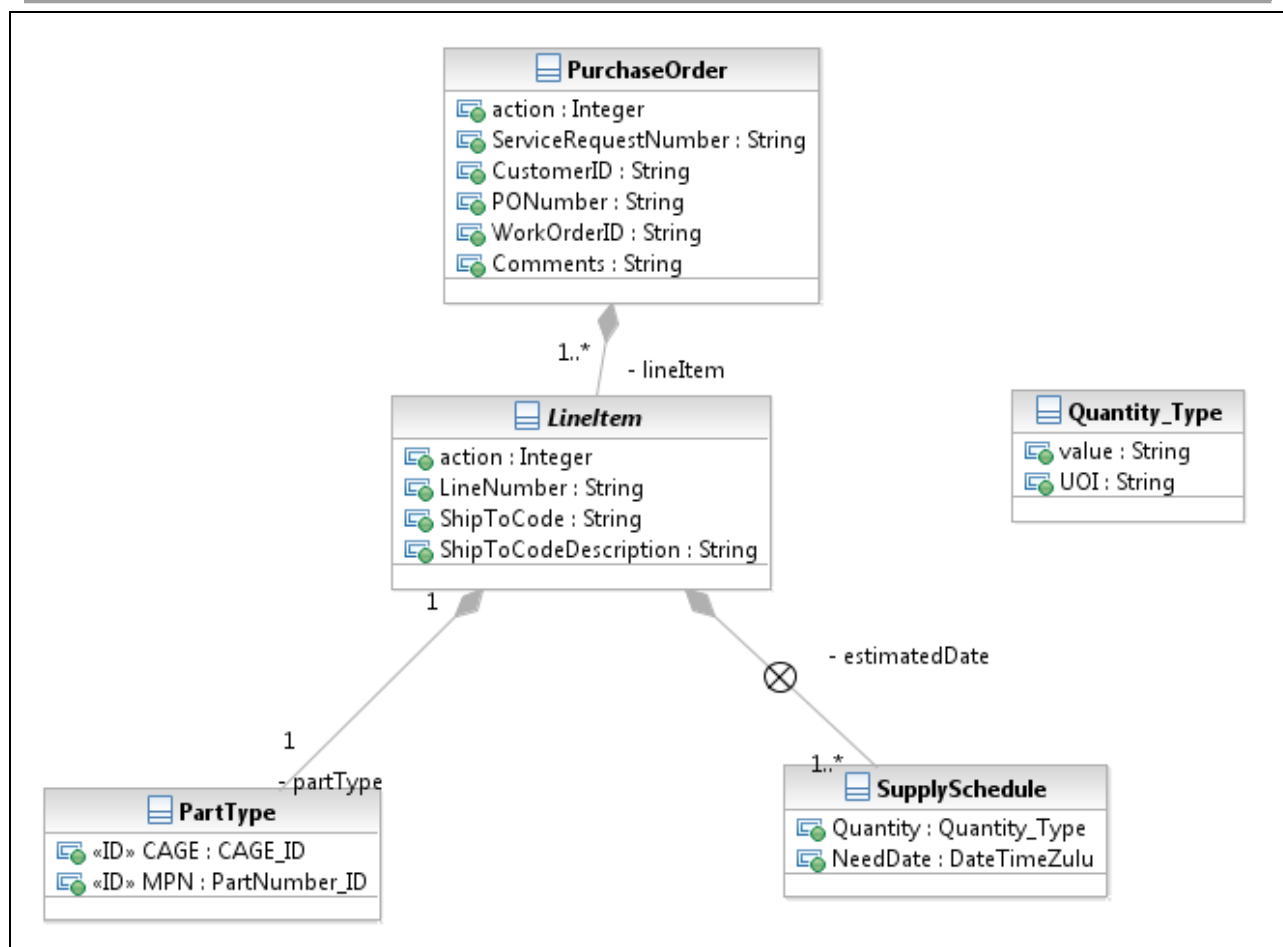 PurchaseOrder
action : Integer
ServiceRequestNumber : String
CustomerID : String
PONumber : String
WorkOrderID : String
Comments : String
1..*
- lineItem
LineItem
action : Integer
LineNumber : String
ShipToCode : String
ShipToCodeDescription : String
Quantity_Type
value : String
UOI : String
1
- estimatedDate
1
- partType
1..*
PartType
«ID» CAGE : CAGE_ID
«ID» MPN : PartNumber_ID
SupplySchedule
Quantity : Quantity_Type
NeedDate : DateTimeZulu